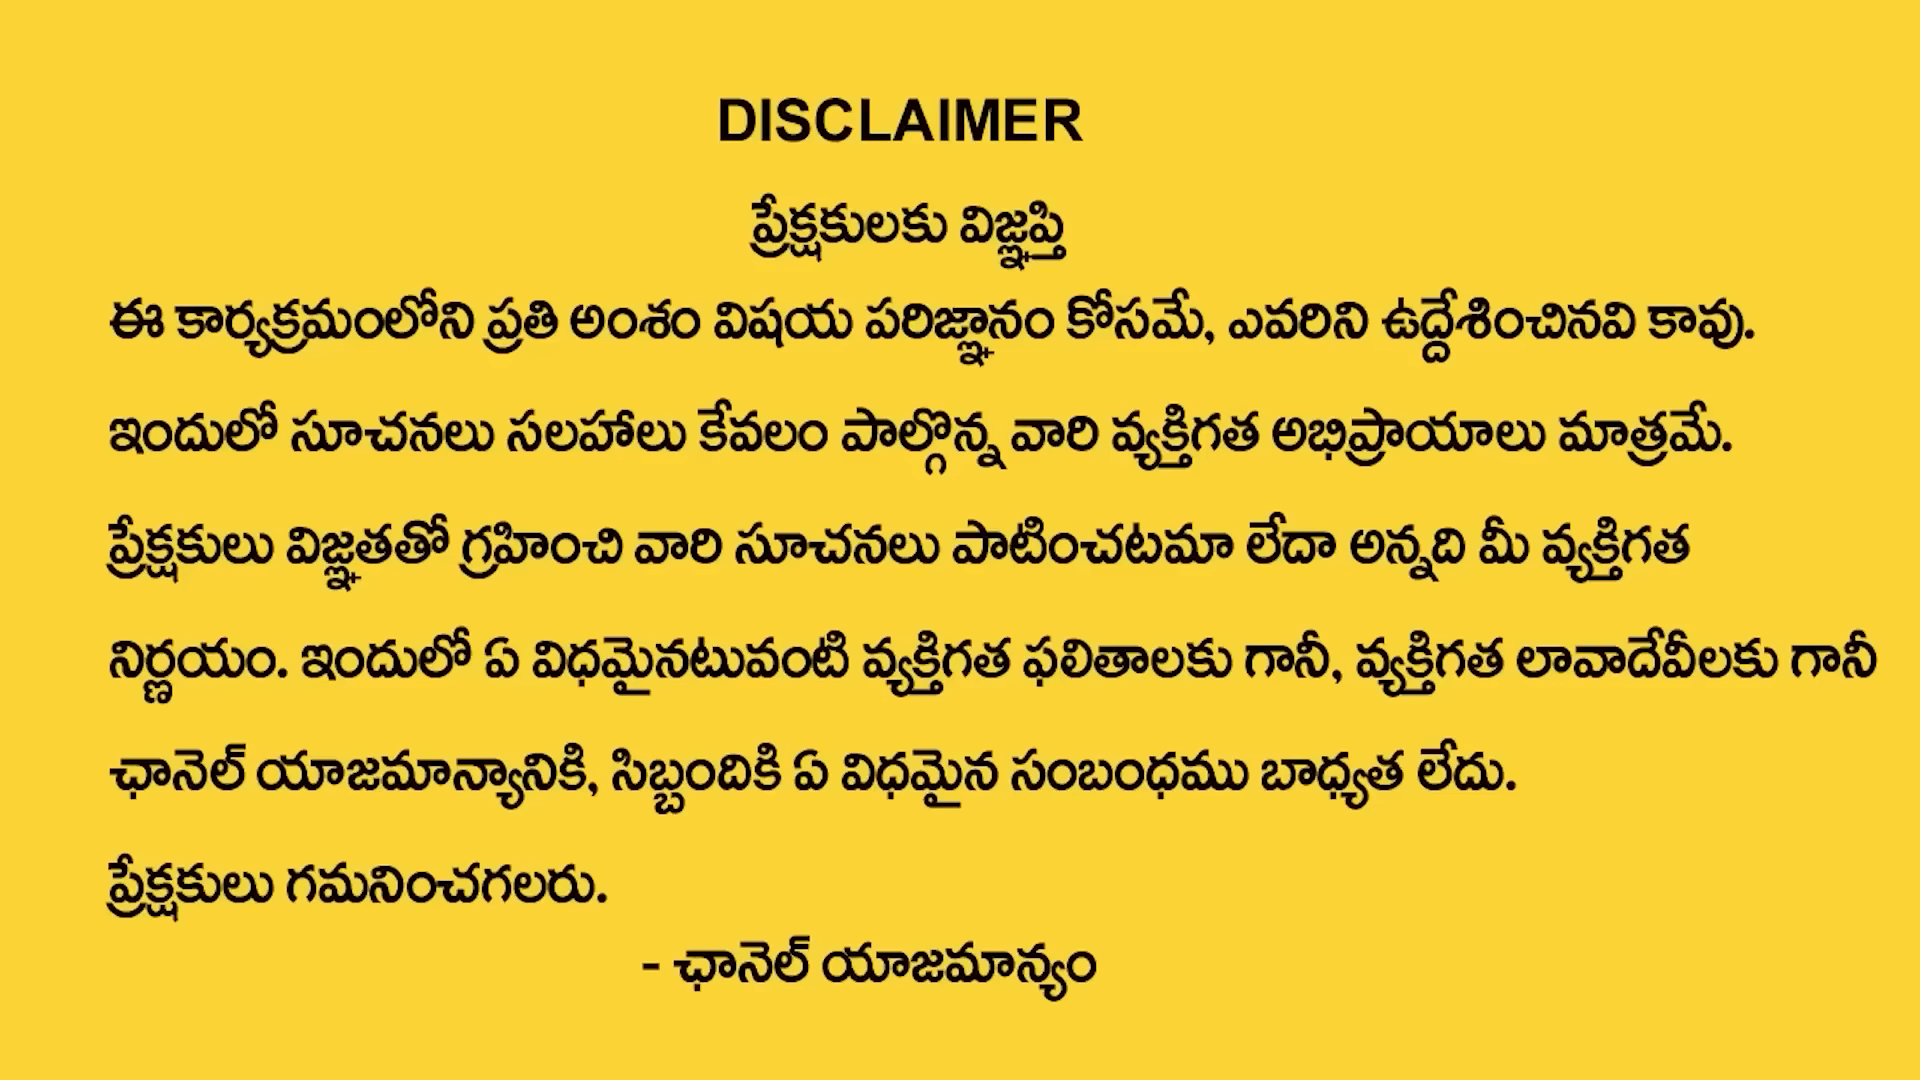 DISCLAIMER
ప్రేక్షకులకు విజ్ఞప్తి
ఈ కార్యక్రమంలోని ప్రతి అంశం విషయ పరిజ్ఞానం కోసమే, ఎవరిని ఉద్దేశించినవి కావు.
ఇందులో సూచనలు సలహాలు కేవలం పాల్గొన్న వారి వ్యక్తిగత అభిప్రాయాలు మాత్రమే.
ప్రేక్షకులు విజ్ఞతతో గ్రహించి వారి సూచనలు పాటించటమా లేదా అన్నది మీ వ్యక్తిగత
నిర్ణయం. ఇందులో ఏ విధమైనటువంటి వ్యక్తిగత ఫలితాలకు గానీ, వ్యక్తిగత లావాదేవీలకు గానీ
ఛానెల్ యాజమాన్యానికి, సిబ్బందికి ఏ విధమైన సంబంధము బాధ్యత లేదు.
ప్రేక్షకులు గమనించగలరు.
- ఛానెల్ యాజమాన్యం